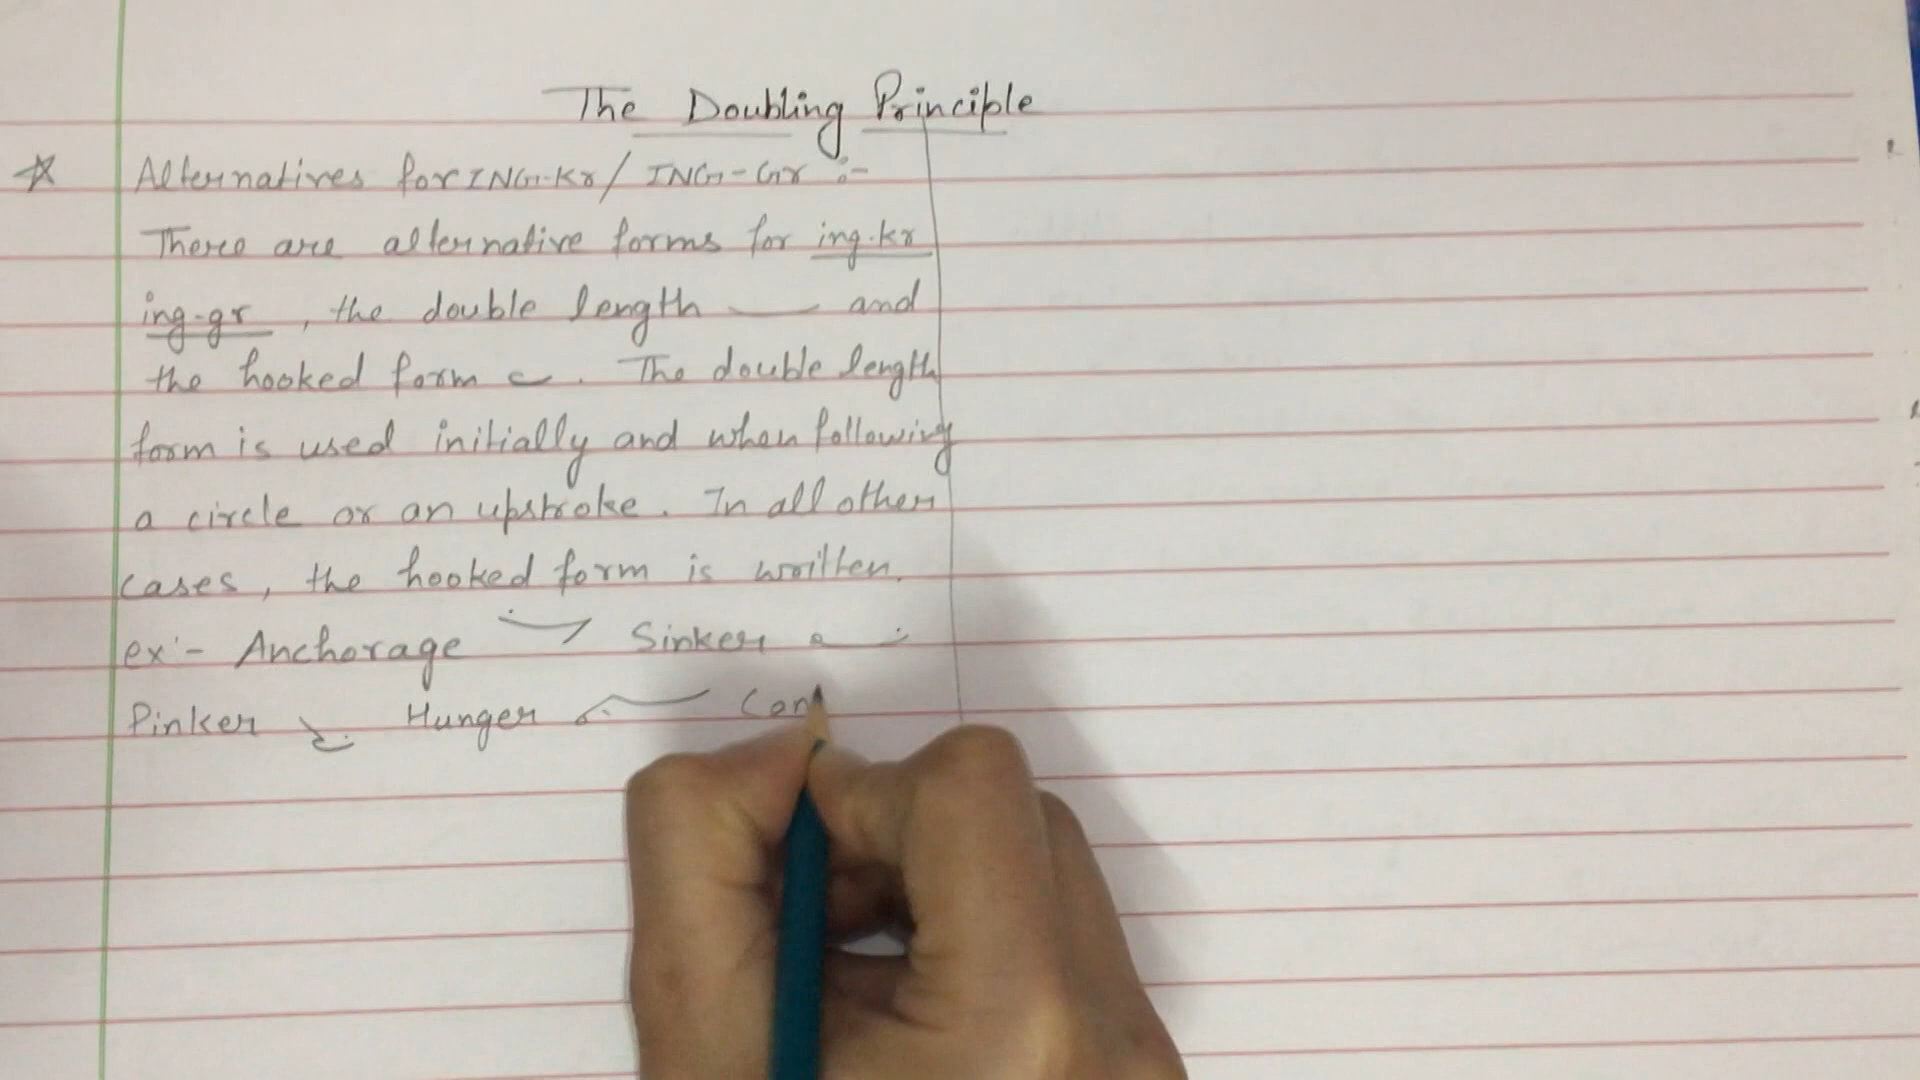 The Doubling Principle
Alternatives for ING-Kr / ING-Gr :-
There are alternative forms for ing-kr
ing-gr , the double length and
the hooked form . The double length
form is used initially and when following
a circle or an upstroke. In all other
cases, the hooked form is written.
ex:- Anchorage Sinker
Pinker Hunger Con